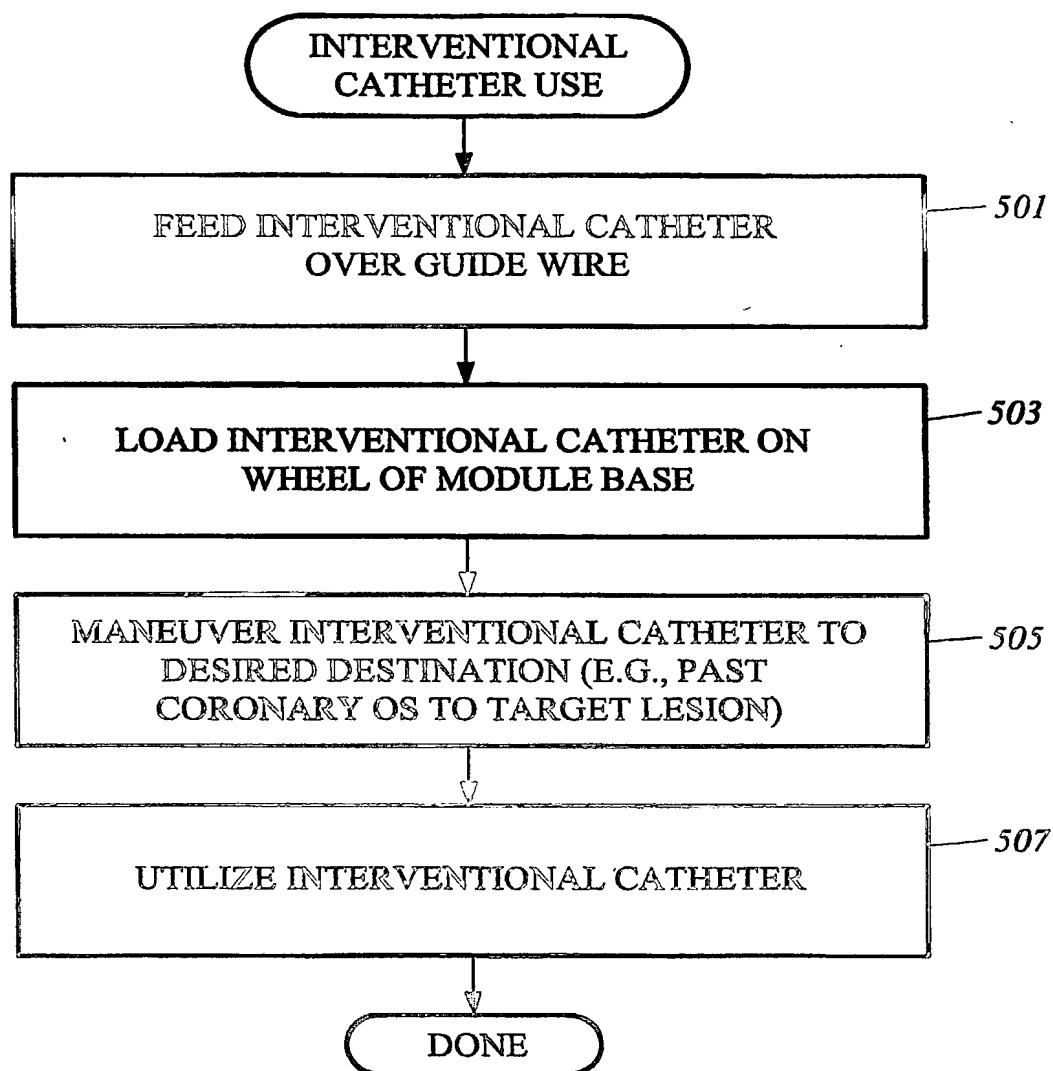 INTERVENTIONAL
CATHETER USE
FEED INTERVENTIONAL CATHETER
OVER GUIDE WIRE
501
LOAD INTERVENTIONAL CATHETER ON
WHEEL OF MODULE BASE
503
MANEUVER INTERVENTIONAL CATHETER TO
DESIRED DESTINATION (E.G., PAST
CORONARY OS TO TARGET LESION)
505
UTILIZE INTERVENTIONAL CATHETER
507
DONE